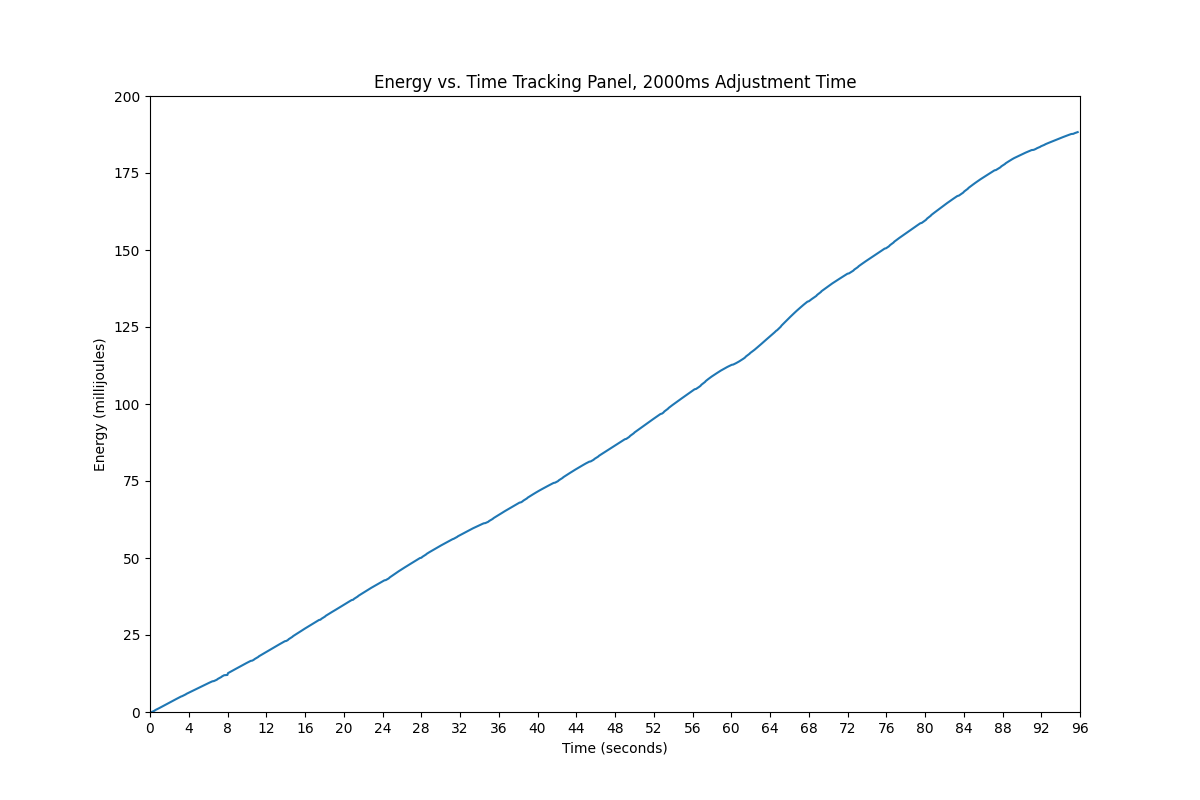 Energy vs. Time Tracking Panel, 2000ms Adjustment Time
200
175
150
125
100
75
50
25
0
Energy (millijoules)
0 4 8 12 16 20 24 28 32 36 40 44 48 52 56 60 64 68 72 76 80 84 88 92 96
Time (seconds)